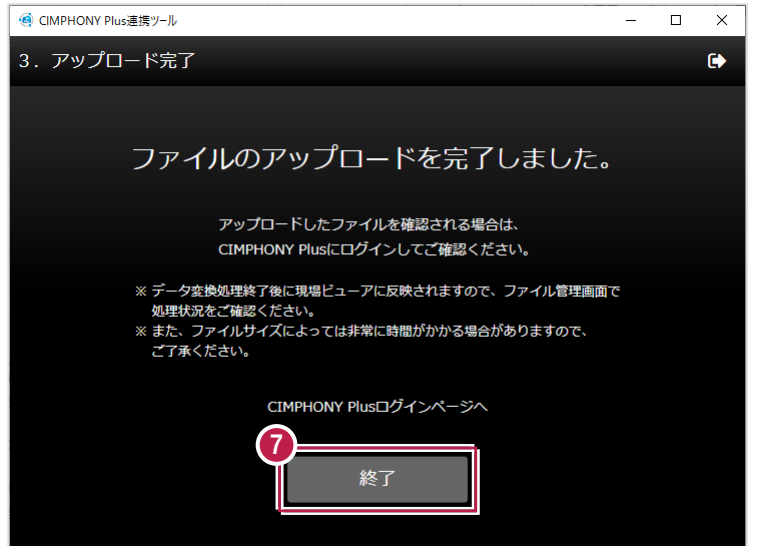 CIMPHONY Plus連携ツール
3．アップロード完了
ファイルのアップロードを完了しました。
アップロードしたファイルを確認される場合は、
CIMPHONY Plusにログインしてご確認ください。
※ データ変換処理終了後に現場ビューアに反映されますので、ファイル管理画面で
処理状況をご確認ください。
※ また、ファイルサイズによっては非常に時間がかかる場合がありますので、
ご了承ください。
CIMPHONY Plusログインページへ
7
終了